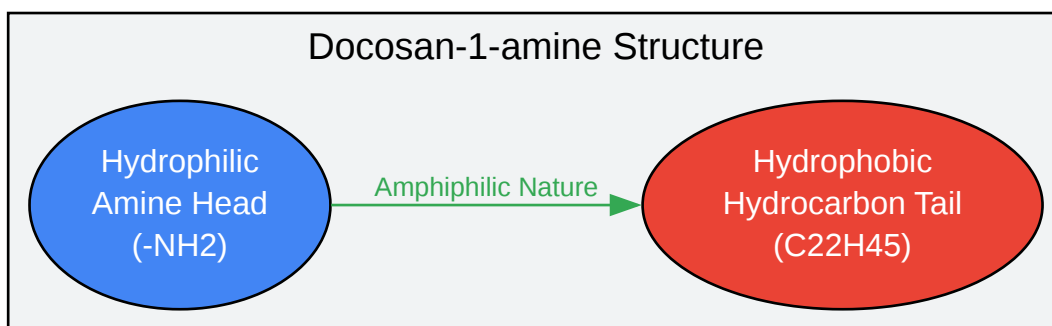 Docosan-1-amine Structure
Hydrophilic
Amine Head
(-NH2)
Amphiphilic Nature
Hydrophobic
Hydrocarbon Tail
(C22H45)